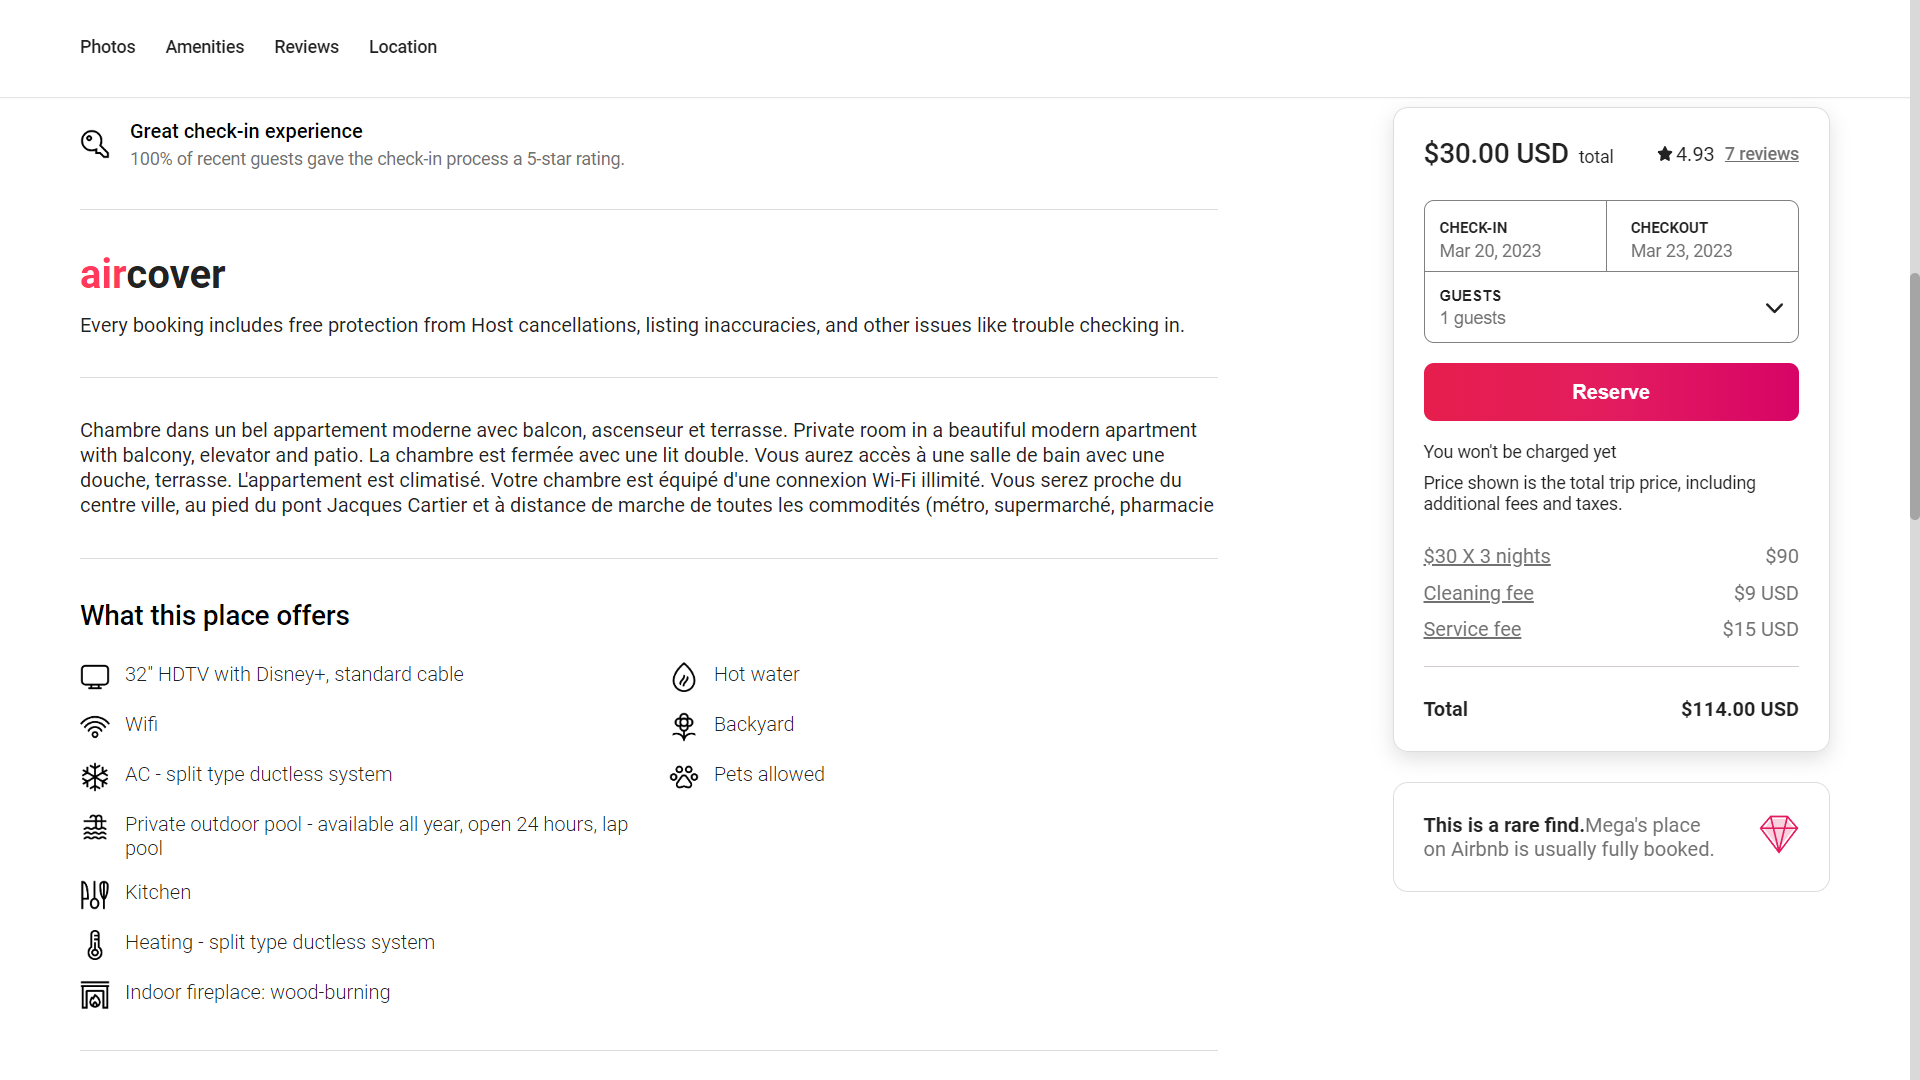 Photos Amenities Reviews Location
Great check-in experience
100% of recent guests gave the check-in process a 5-star rating.
aircover
Every booking includes free protection from Host cancellations, listing inaccuracies, and other issues like trouble checking in.
Chambre dans un bel appartement moderne avec balcon, ascenseur et terrasse. Private room in a beautiful modern apartment
with balcony, elevator and patio. La chambre est fermée avec une lit double. Vous aurez accès à une salle de bain avec une
douche, terrasse. L'appartement est climatisé. Votre chambre est équipé d'une connexion Wi-Fi illimité. Vous serez proche du
centre ville, au pied du pont Jacques Cartier et à distance de marche de toutes les commodités (métro, supermarché, pharmacie
What this place offers
32" HDTV with Disney+, standard cable
Wifi
AC - split type ductless system
Private outdoor pool - available all year, open 24 hours, lap
pool
Kitchen
Heating - split type ductless system
Indoor fireplace: wood-burning
Hot water
Backyard
Pets allowed
$30.00 USD total 4.93 7 reviews
CHECK-IN
Mar 20, 2023
CHECKOUT
Mar 23, 2023
GUESTS
1 guests
Reserve
You won't be charged yet
Price shown is the total trip price, including
additional fees and taxes.
$30 X 3 nights $90
Cleaning fee $9 USD
Service fee $15 USD
Total $114.00 USD
This is a rare find.Mega's place
on Airbnb is usually fully booked.